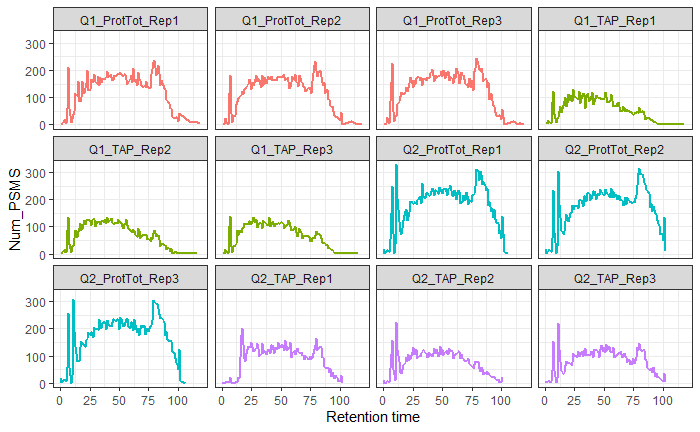 Q1_ProtTot_Rep1 Q1_ProtTot_Rep2 Q1_ProtTot_Rep3 Q1_TAP_Rep1
300
200
100
0
Q1_TAP_Rep2 Q1_TAP_Rep3 Q2_ProtTot_Rep1 Q2_ProtTot_Rep2
Num_PSMS
300
200
100
0
Q2_ProtTot_Rep3 Q2_TAP_Rep1 Q2_TAP_Rep2 Q2_TAP_Rep3
300
200
100
0
0 25 50 75 100 0 25 50 75 100 0 25 50 75 100 0 25 50 75 100
Retention time